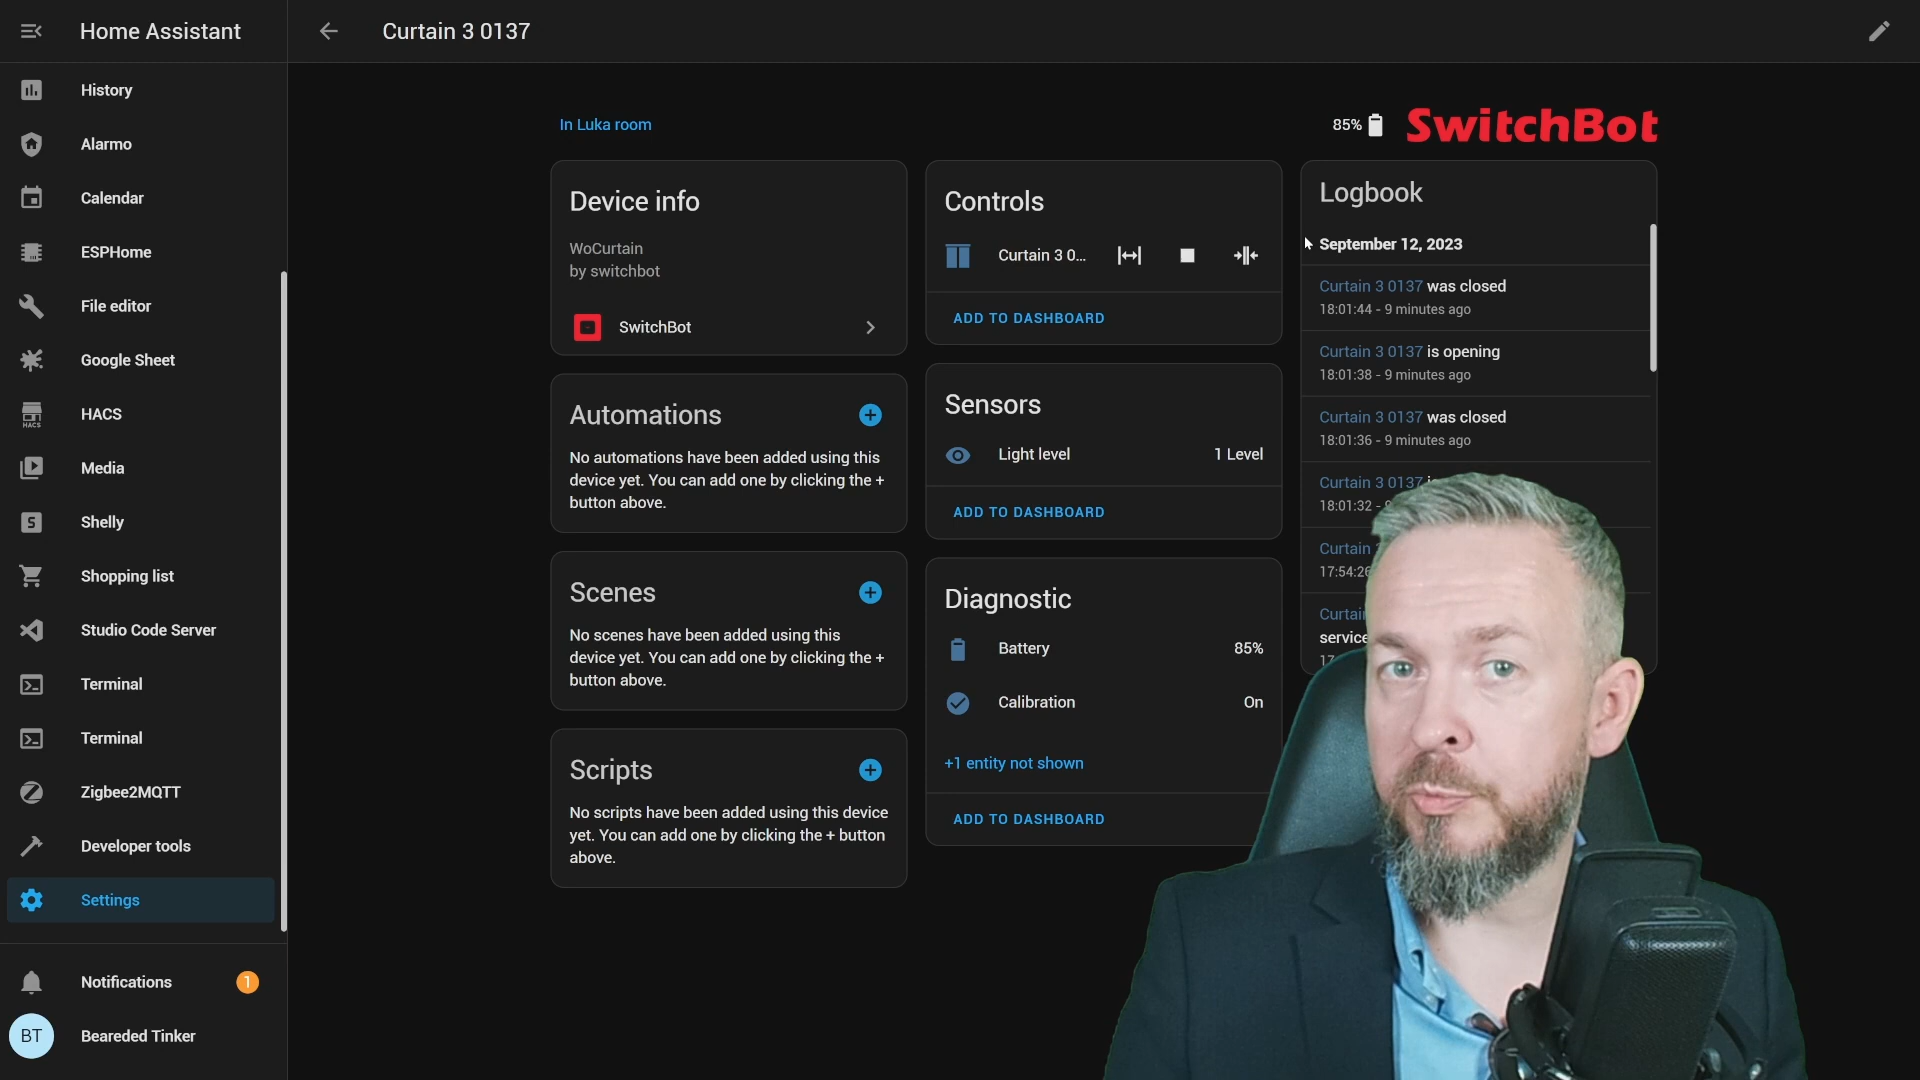 Home Assistant
History
Alarmo
Calendar
ESPHome
File editor
Google Sheet
HACS
HACS
Media
Shelly
Shopping list
Studio Code Server
Terminal
Terminal
Zigbee2MQTT
Developer tools
Settings
Notifications
1
BT
Beareded Tinker
Curtain 3 0137
In Luka room
85%
SwitchBot
Device info
WoCurtain
by switchbot
SwitchBot
Automations
No automations have been added using this
device yet. You can add one by clicking the +
button above.
Scenes
No scenes have been added using this
device yet. You can add one by clicking the +
button above.
Scripts
No scripts have been added using this device
yet. You can add one by clicking the + button
above.
Controls
Curtain 3 0...
ADD TO DASHBOARD
Sensors
Light level
1 Level
ADD TO DASHBOARD
Diagnostic
Battery
85%
Calibration
On
+1 entity not shown
ADD TO DASHBOARD
Logbook
September 12, 2023
Curtain 3 0137 was closed
18:01:44 - 9 minutes ago
Curtain 3 0137 is opening
18:01:38 - 9 minutes ago
Curtain 3 0137 was closed
18:01:36 - 9 minutes ago
Curtain 3 0137
18:01:32 -
Curtain
17:54:26
service